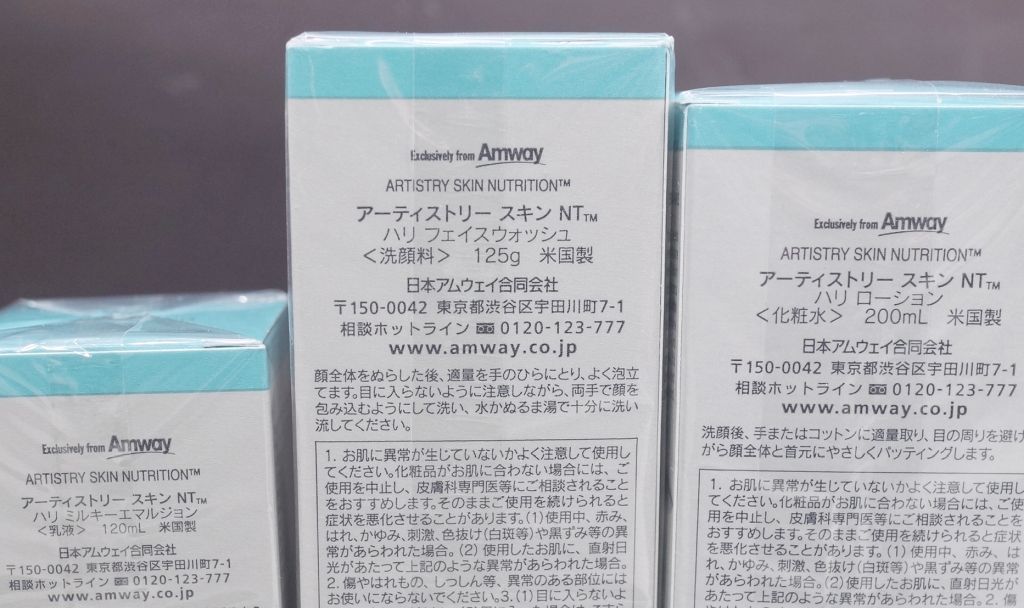 Exclusively from Amway
ARTISTRY SKIN NUTRITION™
アーティストリー スキン NT™
ハリ ミルキーエマルジョン
＜乳液＞ 120mL 米国製
日本アムウェイ合同会社
〒150-0042 東京都渋谷区宇田川町7-1
相談ホットライン 0120-123-777
www.amway.co.jp
Exclusively from Amway
ARTISTRY SKIN NUTRITION™
アーティストリー スキン NT™
ハリ フェイスウォッシュ
＜洗顔料＞ 125g 米国製
日本アムウェイ合同会社
〒150-0042 東京都渋谷区宇田川町7-1
相談ホットライン 0120-123-777
www.amway.co.jp
顔全体をぬらした後、適量を手のひらにとり、よく泡立
てます。目に入らないように注意しながら、両手で顔を
包み込むようにして洗い、水かぬるま湯で十分に洗い
流してください。
1. お肌に異常が生じていないかよく注意して使用し
てください。化粧品がお肌に合わない場合には、ご
使用を中止し、皮膚科専門医等にご相談されること
をおすすめします。そのままご使用を続けられると
症状を悪化させることがあります。(1)使用中、赤み、
はれ、かゆみ、刺激、色抜け(白斑等)や黒ずみ等の異
常があらわれた場合。(2) 使用したお肌に、直射日
光があたって上記のような異常があらわれた場合。
2. 傷やはれもの、しっしん等、異常のある部位には
お使いにならないでください。3.(1)目に入らないよ
Exclusively from Amway
ARTISTRY SKIN NUTRITION™
アーティストリー スキン NT™
ハリ ローション
＜化粧水＞ 200mL 米国製
日本アムウェイ合同会社
〒150-0042 東京都渋谷区宇田川町7-1
相談ホットライン 0120-123-777
www.amway.co.jp
洗顔後、手またはコットンに適量取り、目の周りを避け
がら顔全体と首元にやさしくパッティングします。
1. お肌に異常が生じていないかよく注意して使用し
てください。化粧品がお肌に合わない場合には、ご使
用を中止し、皮膚科専門医等にご相談されることを
おすすめします。そのままご使用を続けられると症状
を悪化させることがあります。(1) 使用中、赤み、は
れ、かゆみ、刺激、色抜け(白斑等)や黒ずみ等の異常
があらわれた場合。(2)使用したお肌に、直射日光が
あたって上記のような異常があらわれた場合。2. 傷